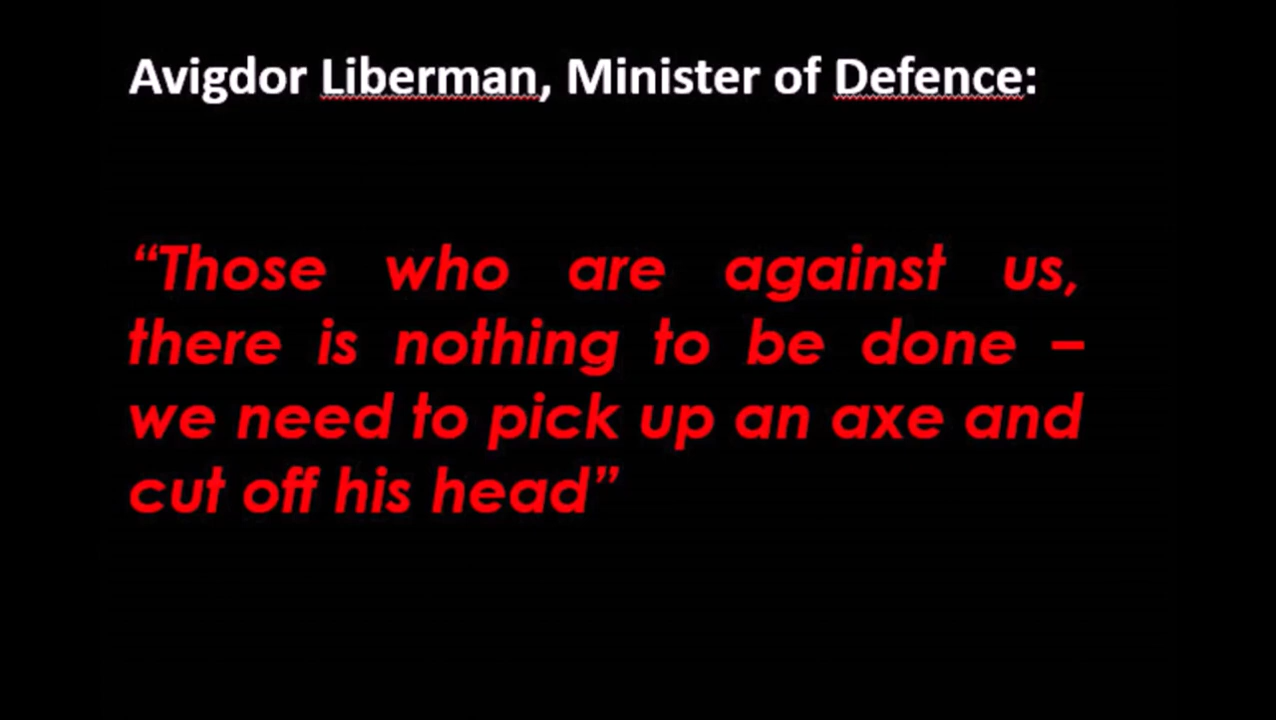 Avigdor Liberman, Minister of Defence:
“Those who are against us,
there is nothing to be done –
we need to pick up an axe and
cut off his head”